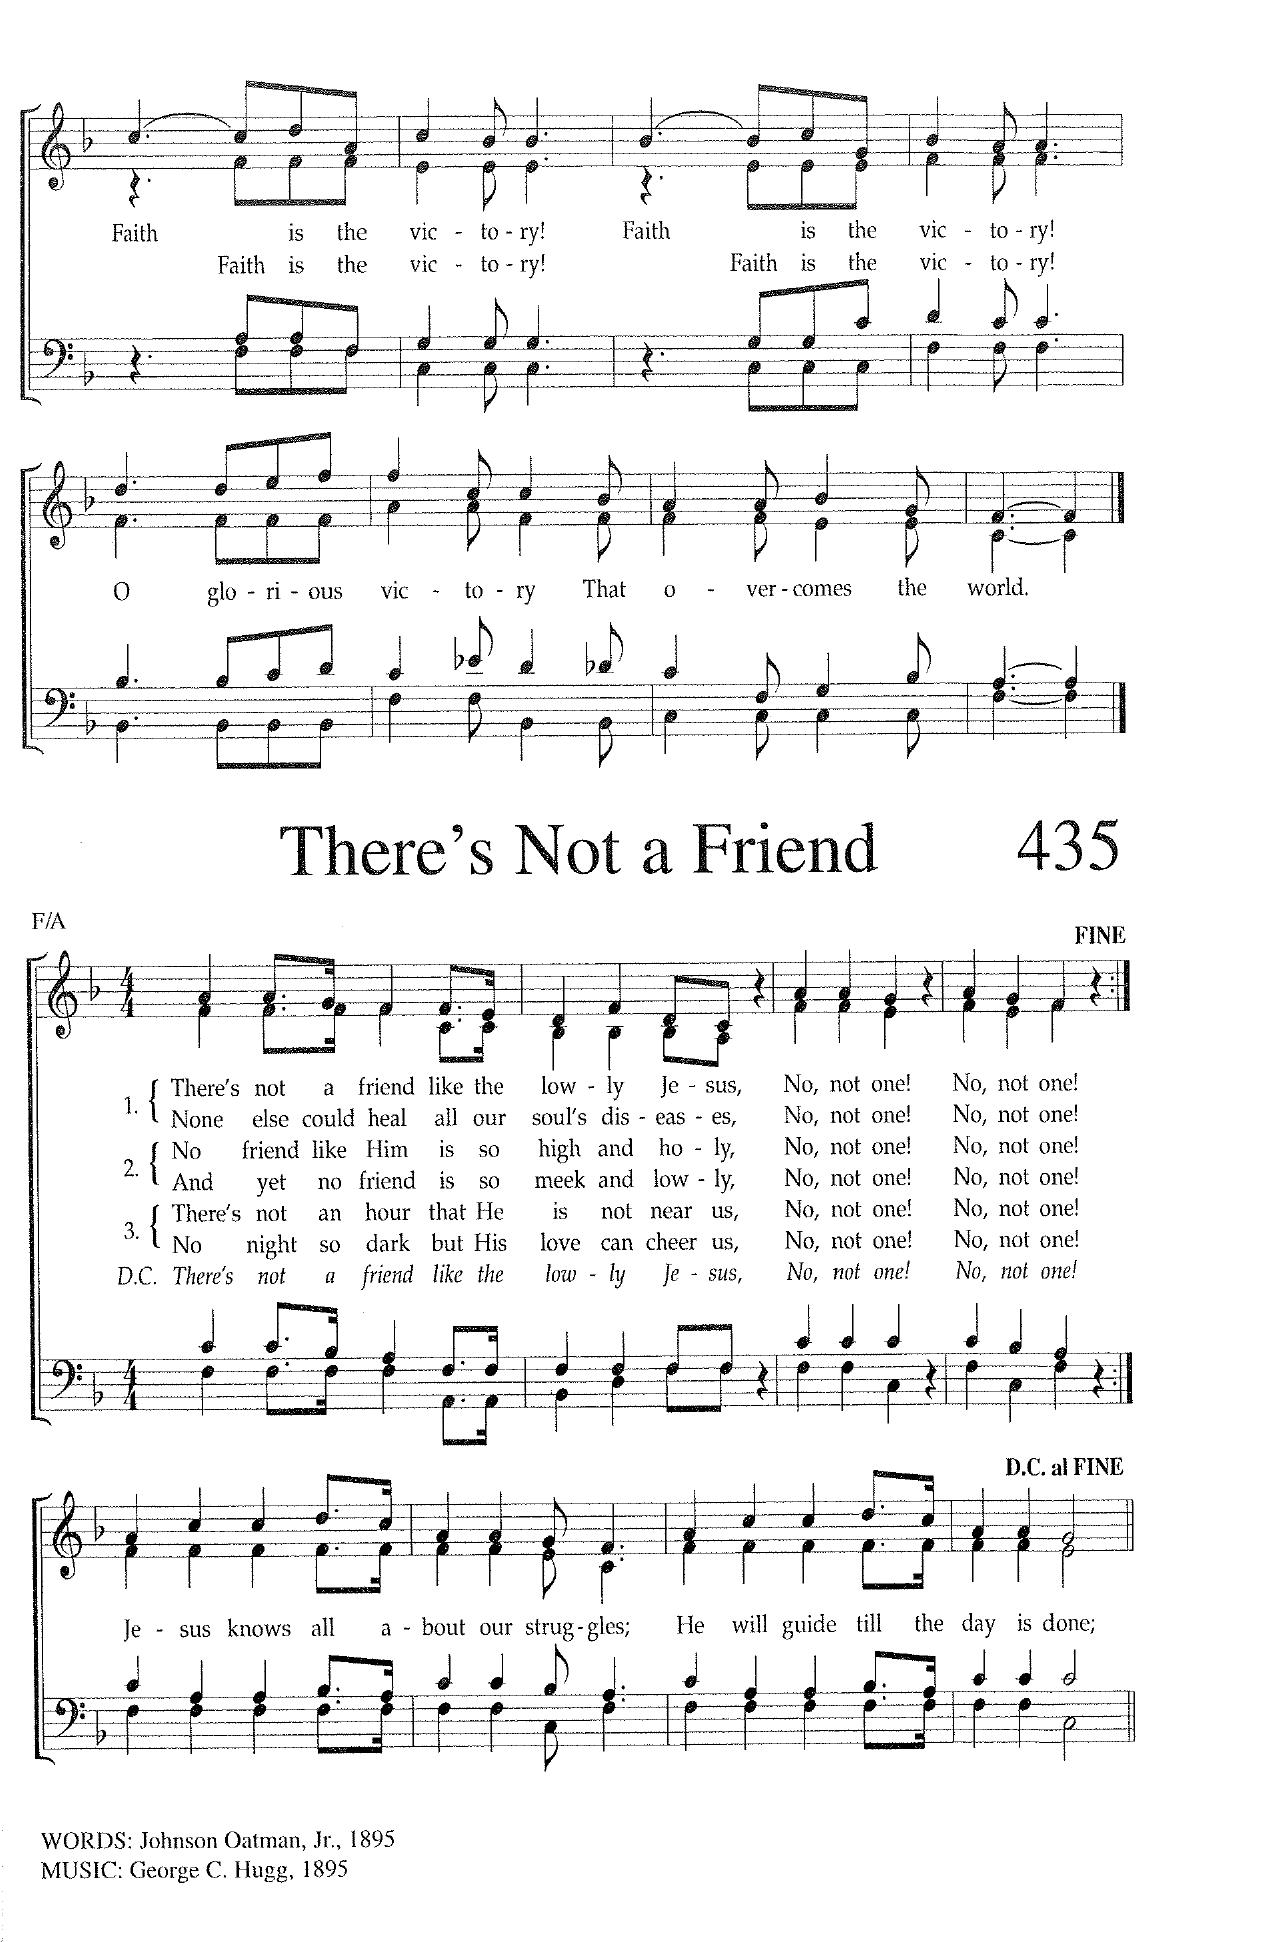 Faith is the vic - to - ry! Faith is the vic - to - ry!
Faith is the vic - to - ry! Faith is the vic - to - ry!
O glo - ri - ous vic - to - ry That o - ver - comes the world.
There's Not a Friend 435
F/A
FINE
4
4
1. { There's not a friend like the low - ly Je - sus, No, not one! No, not one!
None else could heal all our soul's dis - eas - es, No, not one! No, not one!
2. { No friend like Him is so high and ho - ly, No, not one! No, not one!
And yet no friend is so meek and low - ly, No, not one! No, not one!
3. { There's not an hour that He is not near us, No, not one! No, not one!
No night so dark but His love can cheer us, No, not one! No, not one!
D.C. There's not a friend like the low - ly Je - sus, No, not one! No, not one!
4
4
D.C. al FINE
Je - sus knows all a - bout our strug - gles; He will guide till the day is done;
WORDS: Johnson Oatman, Jr., 1895
MUSIC: George C. Hugg, 1895